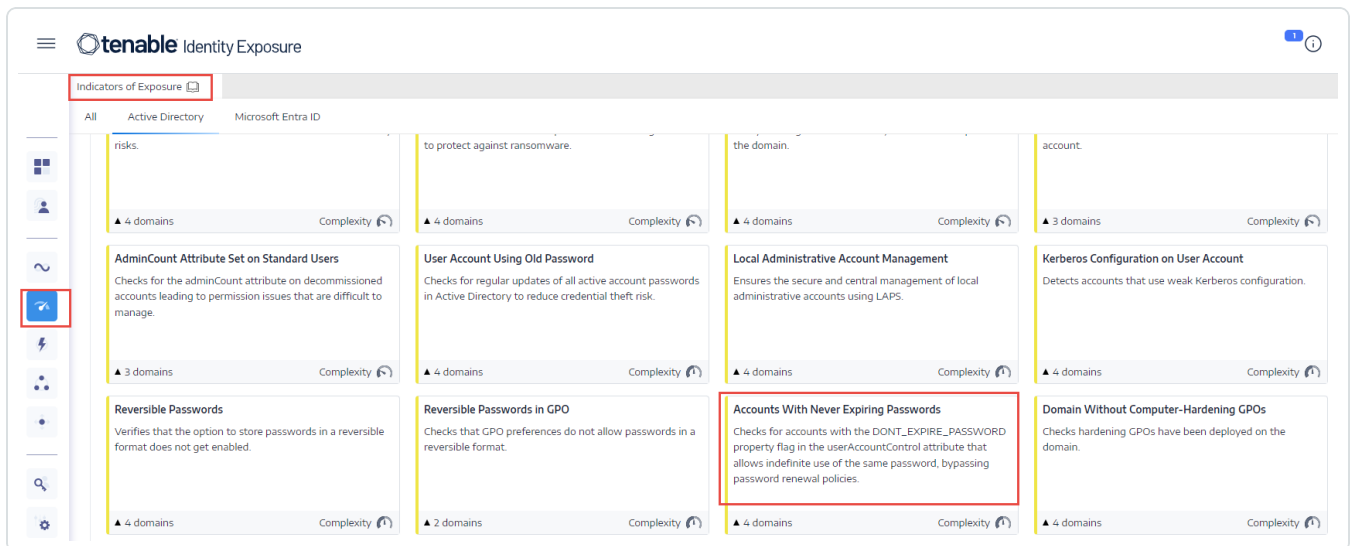 tenable Identity Exposure
1
Indicators of Exposure
All Active Directory Microsoft Entra ID
risks.
to protect against ransomware.
the domain.
account.
▲ 4 domains Complexity
▲ 4 domains Complexity
▲ 4 domains Complexity
▲ 3 domains Complexity
AdminCount Attribute Set on Standard Users
Checks for the adminCount attribute on decommissioned
accounts leading to permission issues that are difficult to
manage.
▲ 3 domains Complexity
User Account Using Old Password
Checks for regular updates of all active account passwords
in Active Directory to reduce credential theft risk.
▲ 4 domains Complexity
Local Administrative Account Management
Ensures the secure and central management of local
administrative accounts using LAPS.
▲ 4 domains Complexity
Kerberos Configuration on User Account
Detects accounts that use weak Kerberos configuration.
▲ 4 domains Complexity
Reversible Passwords
Verifies that the option to store passwords in a reversible
format does not get enabled.
▲ 4 domains Complexity
Reversible Passwords in GPO
Checks that GPO preferences do not allow passwords in a
reversible format.
▲ 2 domains Complexity
Accounts With Never Expiring Passwords
Checks for accounts with the DONT_EXPIRE_PASSWORD
property flag in the userAccountControl attribute that
allows indefinite use of the same password, bypassing
password renewal policies.
▲ 4 domains Complexity
Domain Without Computer-Hardening GPOs
Checks hardening GPOs have been deployed on the
domain.
▲ 4 domains Complexity